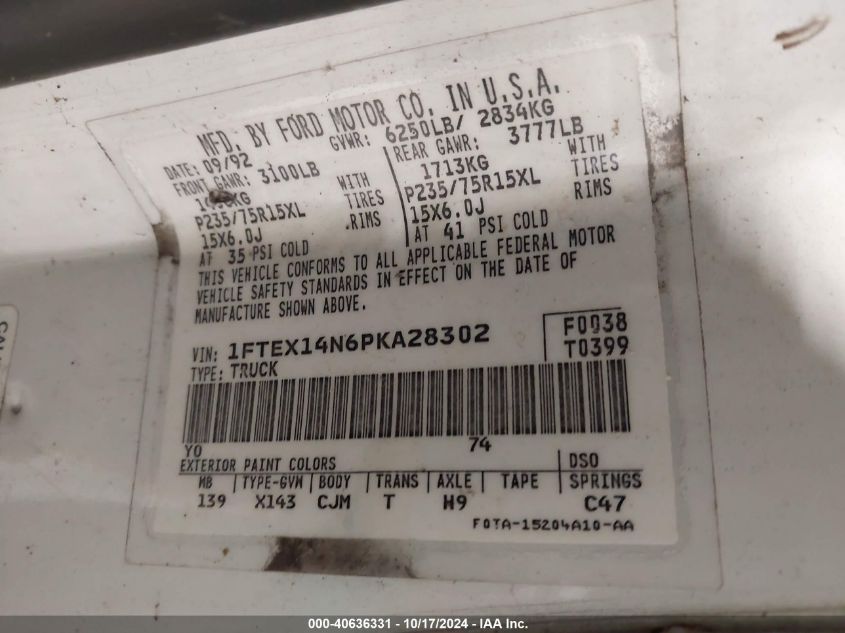 MFD. BY FORD MOTOR CO. IN U.S.A.
DATE: 09/92 GVWR: 6250LB/ 2834KG
FRONT GAWR: 3100LB REAR GAWR: 3777LB
1713KG
P235/75R15XL WITH TIRES P235/75R15XL WITH TIRES
15X6.0J RIMS 15X6.0J RIMS
AT 35 PSI COLD AT 41 PSI COLD
THIS VEHICLE CONFORMS TO ALL APPLICABLE FEDERAL MOTOR
VEHICLE SAFETY STANDARDS IN EFFECT ON THE DATE OF
MANUFACTURE SHOWN ABOVE.
VIN: 1FTEX14N6PKA28302 F0038
TYPE: TRUCK T0399
YO 74
EXTERIOR PAINT COLORS DSO
MB TYPE-GVM BODY TRANS AXLE TAPE SPRINGS
139 X143 CJM T H9 C47
F0TA-15204A10-AA
000-40636331 - 10/17/2024 - IAA Inc.